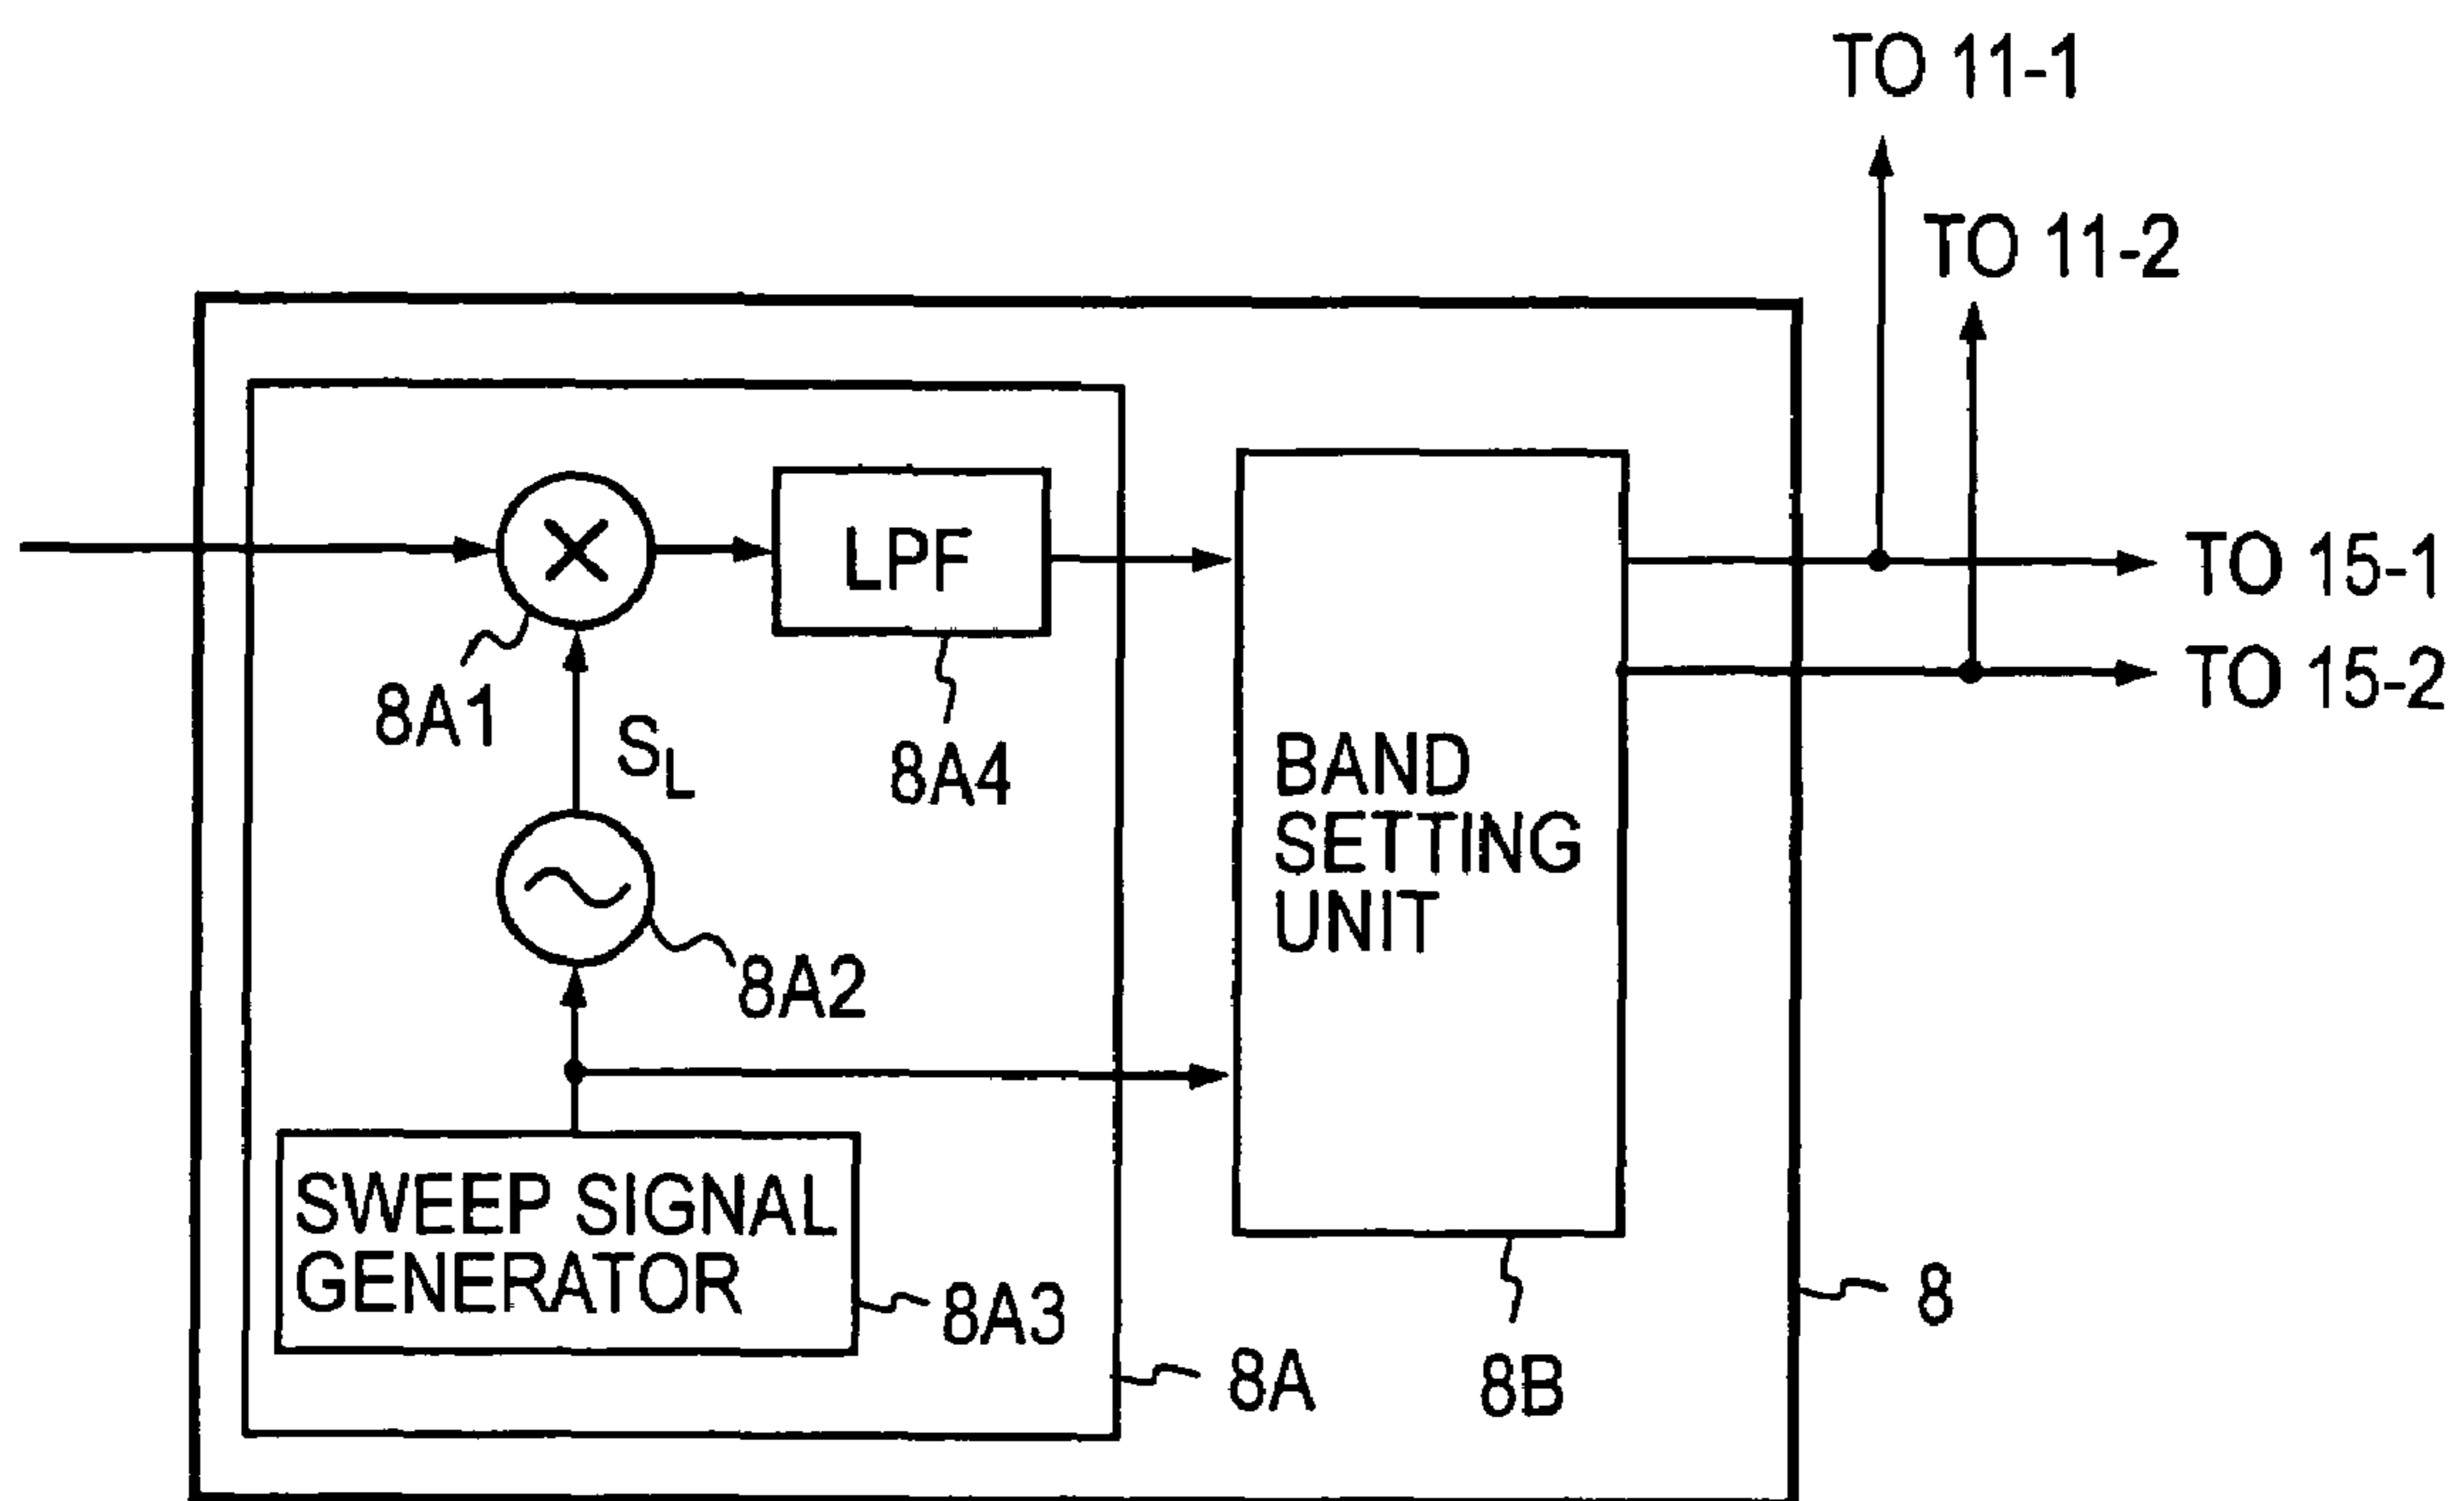 TO 11-1
TO 11-2
LPF
TO 15-1
TO 15-2
8A1
S_L
8A4
BAND
SETTING
UNIT
8A2
SWEEP SIGNAL
GENERATOR
8A3
8
8A
8B